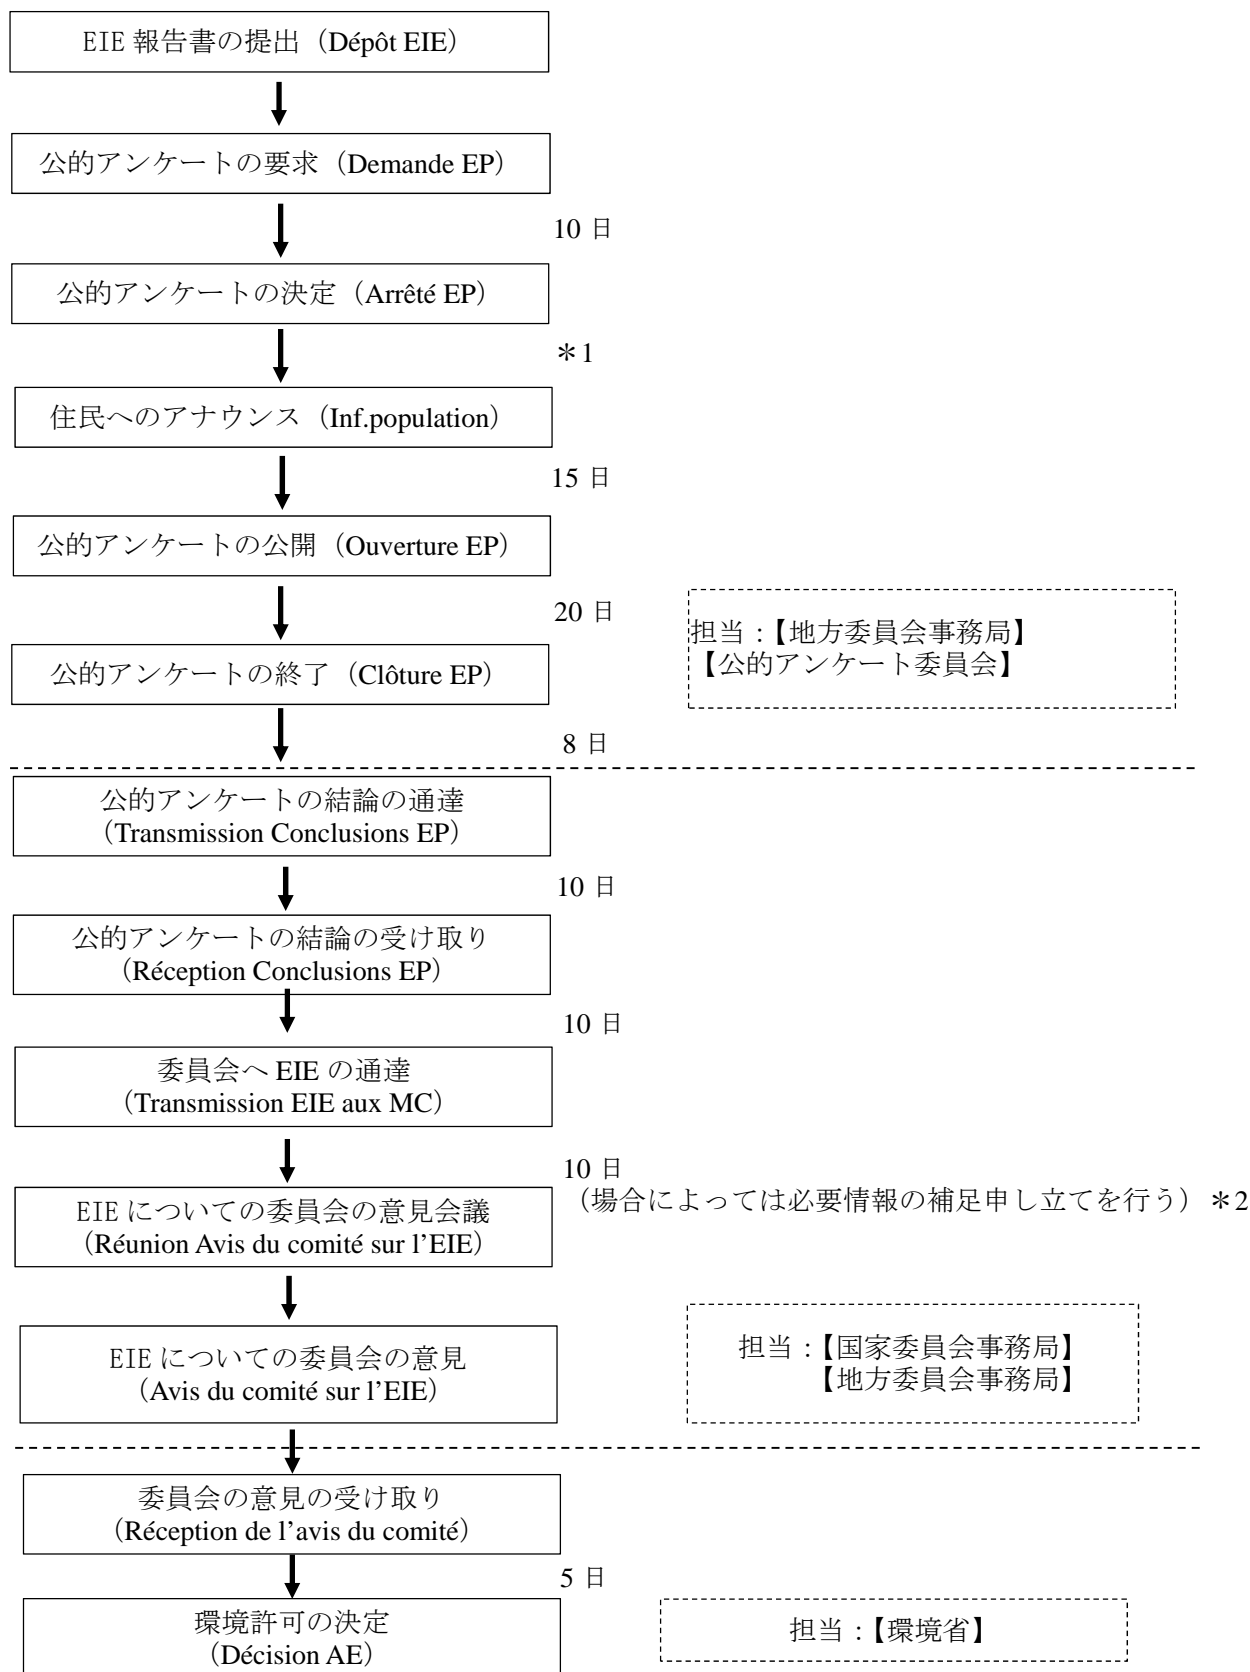 EIE 報告書の提出（Dépôt EIE）
公的アンケートの要求（Demande EP）
10 日
公的アンケートの決定（Arrêté EP）
＊1
住民へのアナウンス（Inf.population）
15 日
公的アンケートの公開（Ouverture EP）
20 日
担当：【地方委員会事務局】
【公的アンケート委員会】
公的アンケートの終了（Clôture EP）
8 日
公的アンケートの結論の通達
（Transmission Conclusions EP）
10 日
公的アンケートの結論の受け取り
（Réception Conclusions EP）
10 日
委員会へ EIE の通達
（Transmission EIE aux MC）
10 日
（場合によっては必要情報の補足申し立てを行う）＊2
EIE についての委員会の意見会議
（Réunion Avis du comité sur l’EIE）
EIE についての委員会の意見
（Avis du comité sur l’EIE）
担当：【国家委員会事務局】
【地方委員会事務局】
委員会の意見の受け取り
（Réception de l’avis du comité）
5 日
環境許可の決定
（Décision AE）
担当：【環境省】